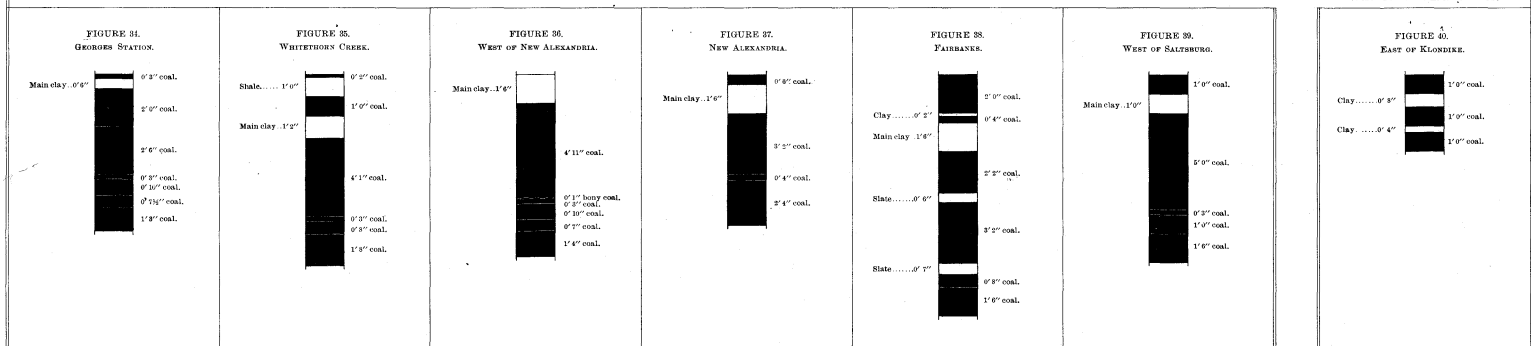 FIGURE 34.
GEORGES STATION.
0' 3" coal.
Main clay..0'6"
2' 0" coal.
2' 6" coal.
0' 3" coal.
0' 10" coal.
0' 7½" coal.
1' 8" coal.
FIGURE 35.
WHITETHORN CREEK.
0' 2" coal.
Shale...... 1' 0"
1' 0" coal.
Main clay..1' 2"
4' 1" coal.
0' 3" coal.
0' 8" coal.
1' 8" coal.
FIGURE 36.
WEST OF NEW ALEXANDRIA.
Main clay..1' 6"
4' 11" coal.
0' 1" bony coal.
0' 3" coal.
0' 10" coal.
0' 7" coal.
1' 4" coal.
FIGURE 37.
NEW ALEXANDRIA.
0' 6" coal.
Main clay..1'6"
3' 2" coal.
0' 4" coal.
2' 4" coal.
FIGURE 38.
FAIRBANKS.
2' 0" coal.
Clay.......0' 2"
0' 4" coal.
Main clay .1'6"
2' 2" coal.
Slate.......0' 6"
3' 2" coal.
Slate.......0' 7"
0' 8" coal.
1' 6" coal.
FIGURE 39.
WEST OF SALTSBURG.
1' 0" coal.
Main clay..1'0"
5' 0" coal.
0' 3" coal.
1' 0" coal.
1' 6" coal.
FIGURE 40.
EAST OF KLONDIKE.
1' 0" coal.
Clay.......0' 8"
1' 0" coal.
Clay.......0' 4"
1' 0" coal.